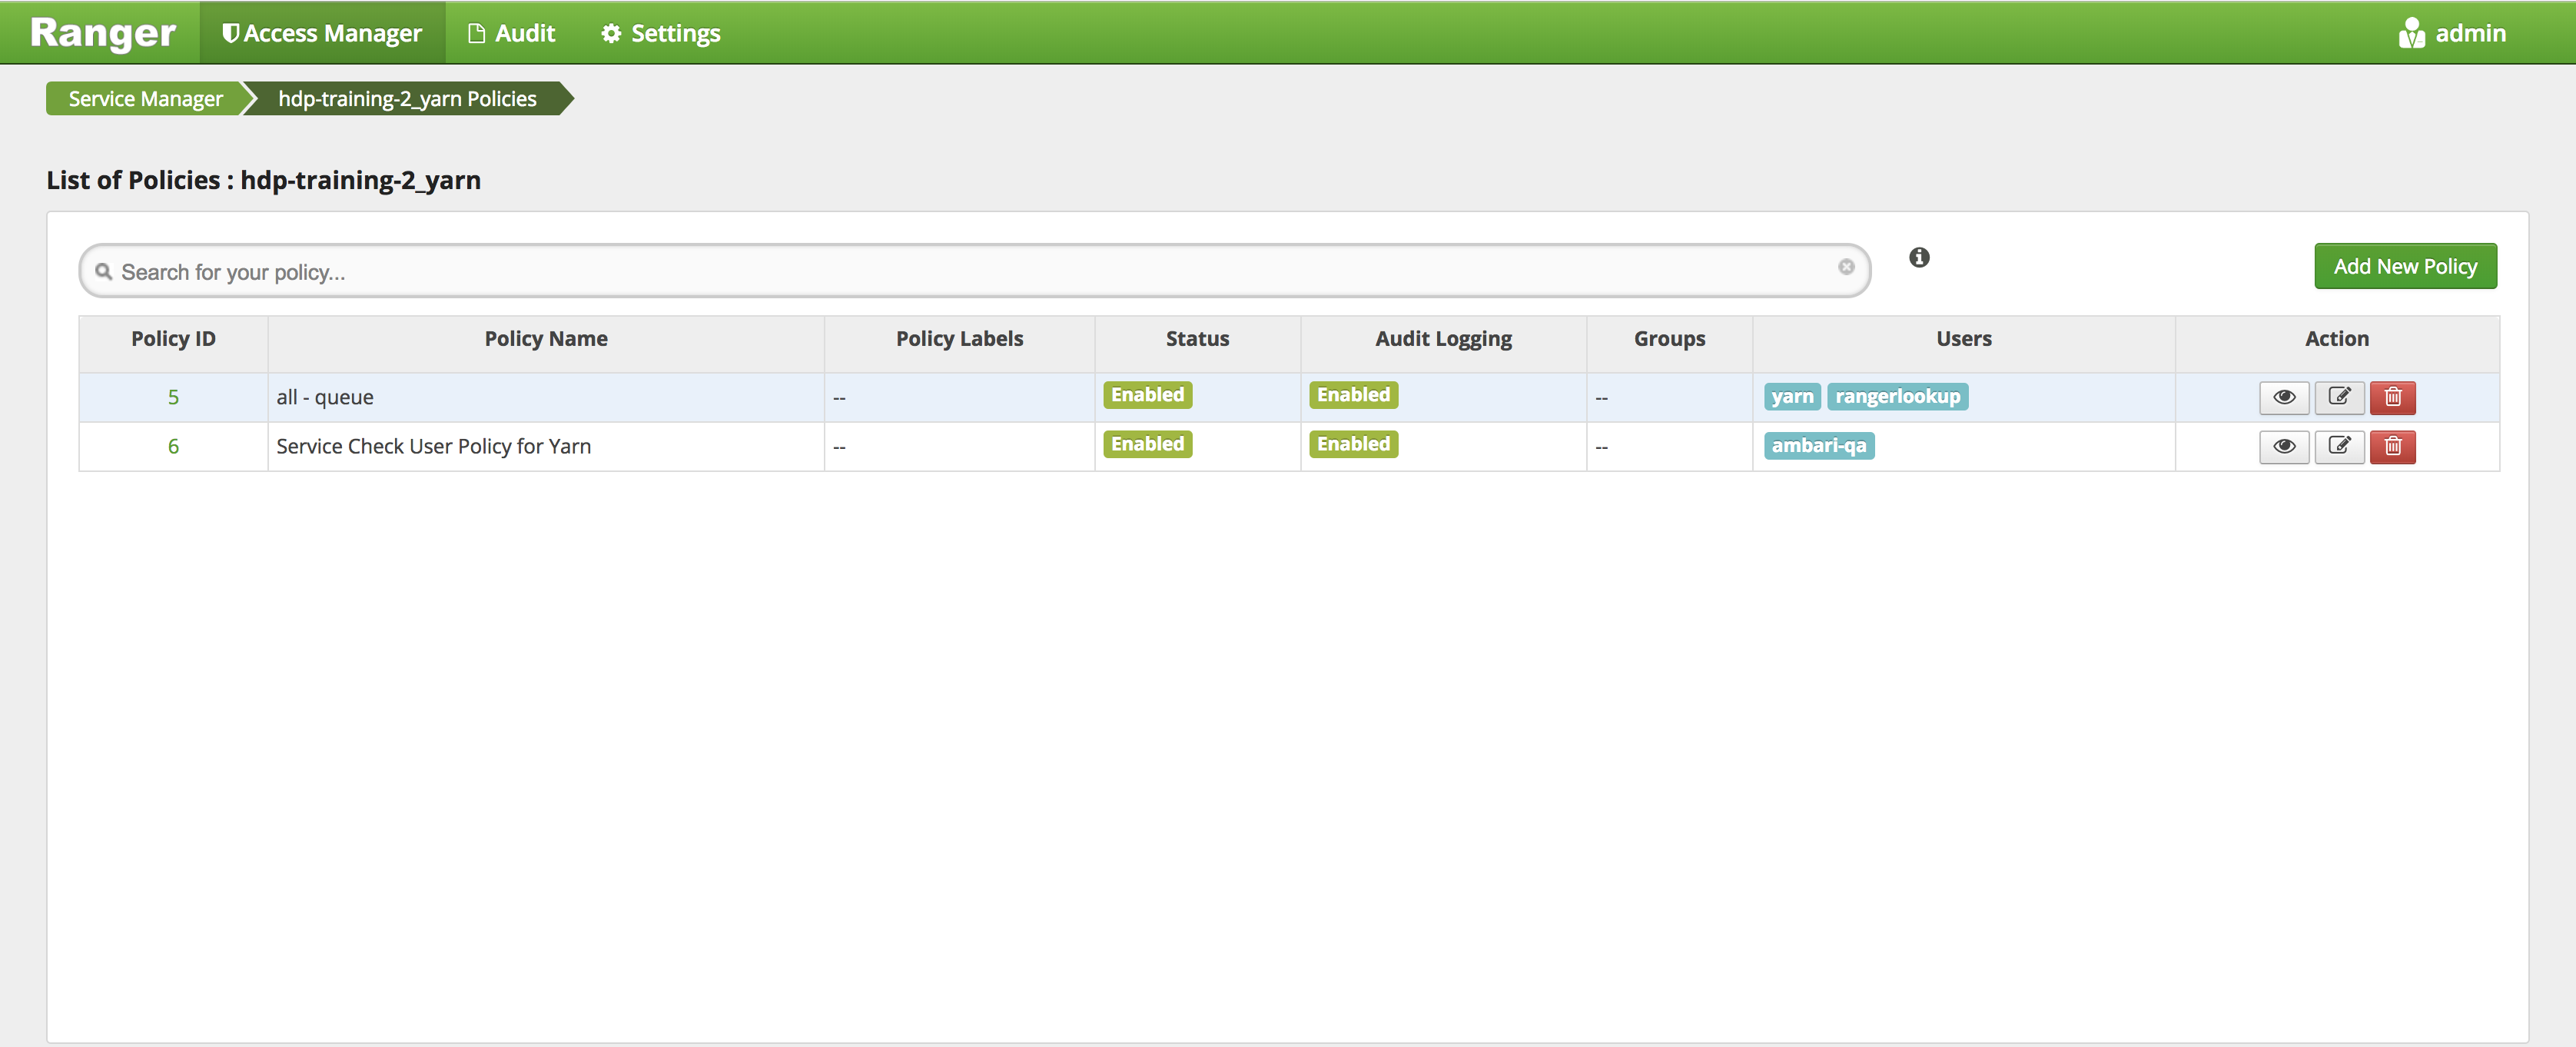 Ranger Access Manager Audit Settings admin
Service Manager hdp-training-2_yarn Policies
List of Policies : hdp-training-2_yarn
Search for your policy... Add New Policy
Policy ID Policy Name Policy Labels Status Audit Logging Groups Users Action
5 all - queue -- Enabled Enabled -- yarn rangerlookup
6 Service Check User Policy for Yarn -- Enabled Enabled -- ambari-qa